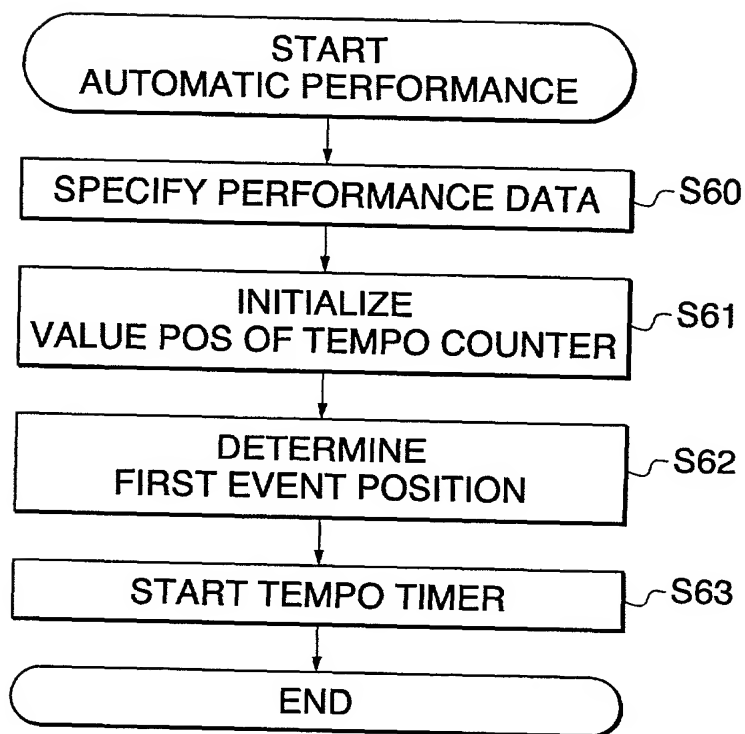 START
AUTOMATIC PERFORMANCE
SPECIFY PERFORMANCE DATA
S60
INITIALIZE
VALUE POS OF TEMPO COUNTER
S61
DETERMINE
FIRST EVENT POSITION
S62
START TEMPO TIMER
S63
END